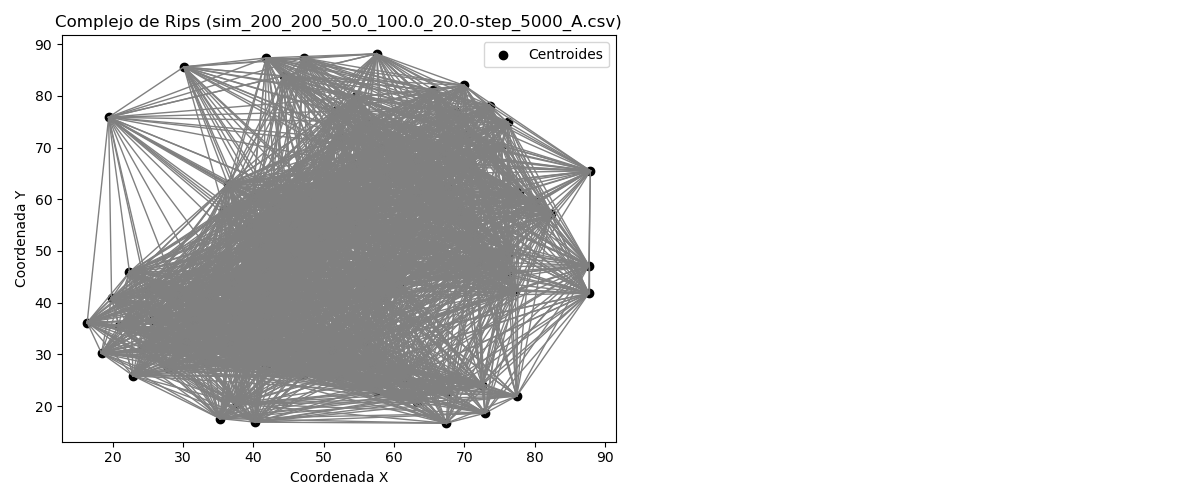 Complejo de Rips (sim_200_200_50.0_100.0_20.0-step_5000_A.csv)
Centroides
90
80
70
60
50
40
30
20
Coordenada Y
20 30 40 50 60 70 80 90
Coordenada X